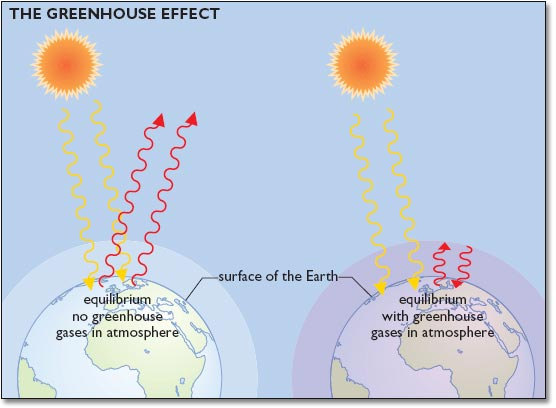 THE GREENHOUSE EFFECT
surface of the Earth
equilibrium
no greenhouse
gases in atmosphere
equilibrium
with greenhouse
gases in atmosphere